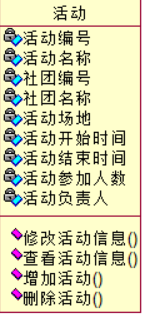 活动
活动编号
活动名称
社团编号
社团名称
活动场地
活动开始时间
活动结束时间
活动参加人数
活动负责人
修改活动信息()
查看活动信息()
增加活动()
删除活动()